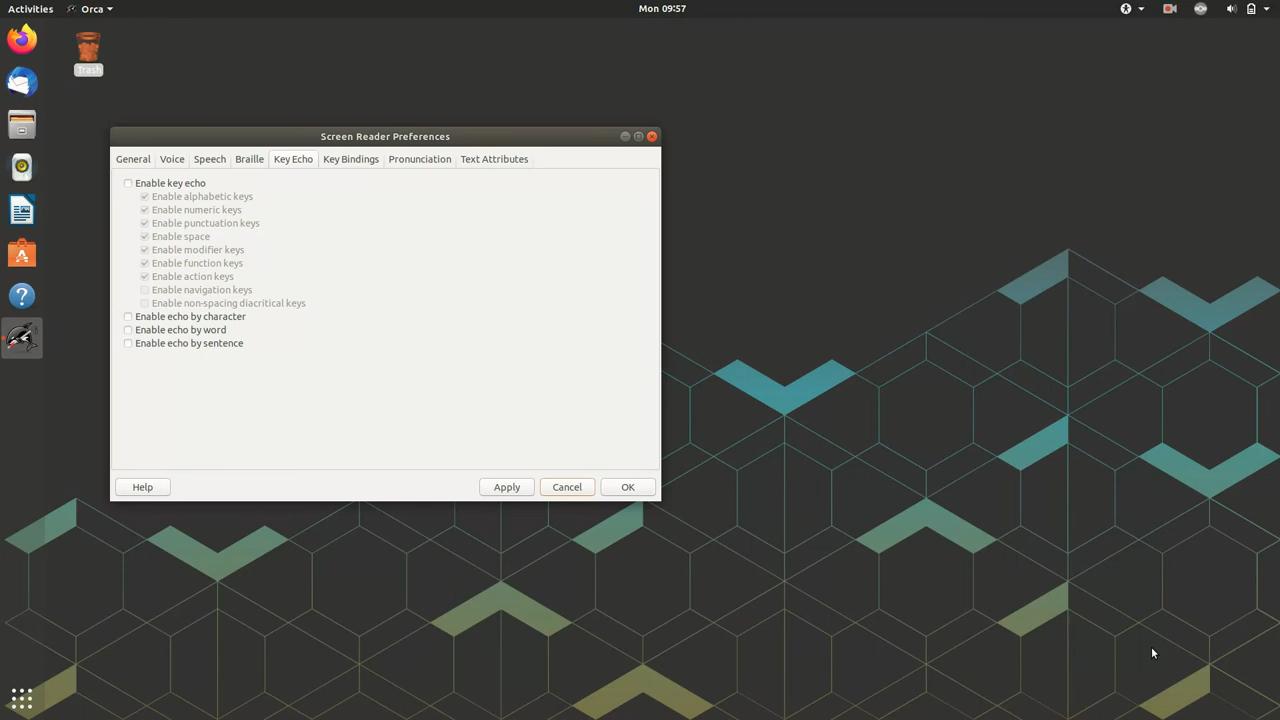 Activities Orca Mon 09:57
Trash
Screen Reader Preferences
General Voice Speech Braille Key Echo Key Bindings Pronunciation Text Attributes
Enable key echo
Enable alphabetic keys
Enable numeric keys
Enable punctuation keys
Enable space
Enable modifier keys
Enable function keys
Enable action keys
Enable navigation keys
Enable non-spacing diacritical keys
Enable echo by character
Enable echo by word
Enable echo by sentence
Help Apply Cancel OK